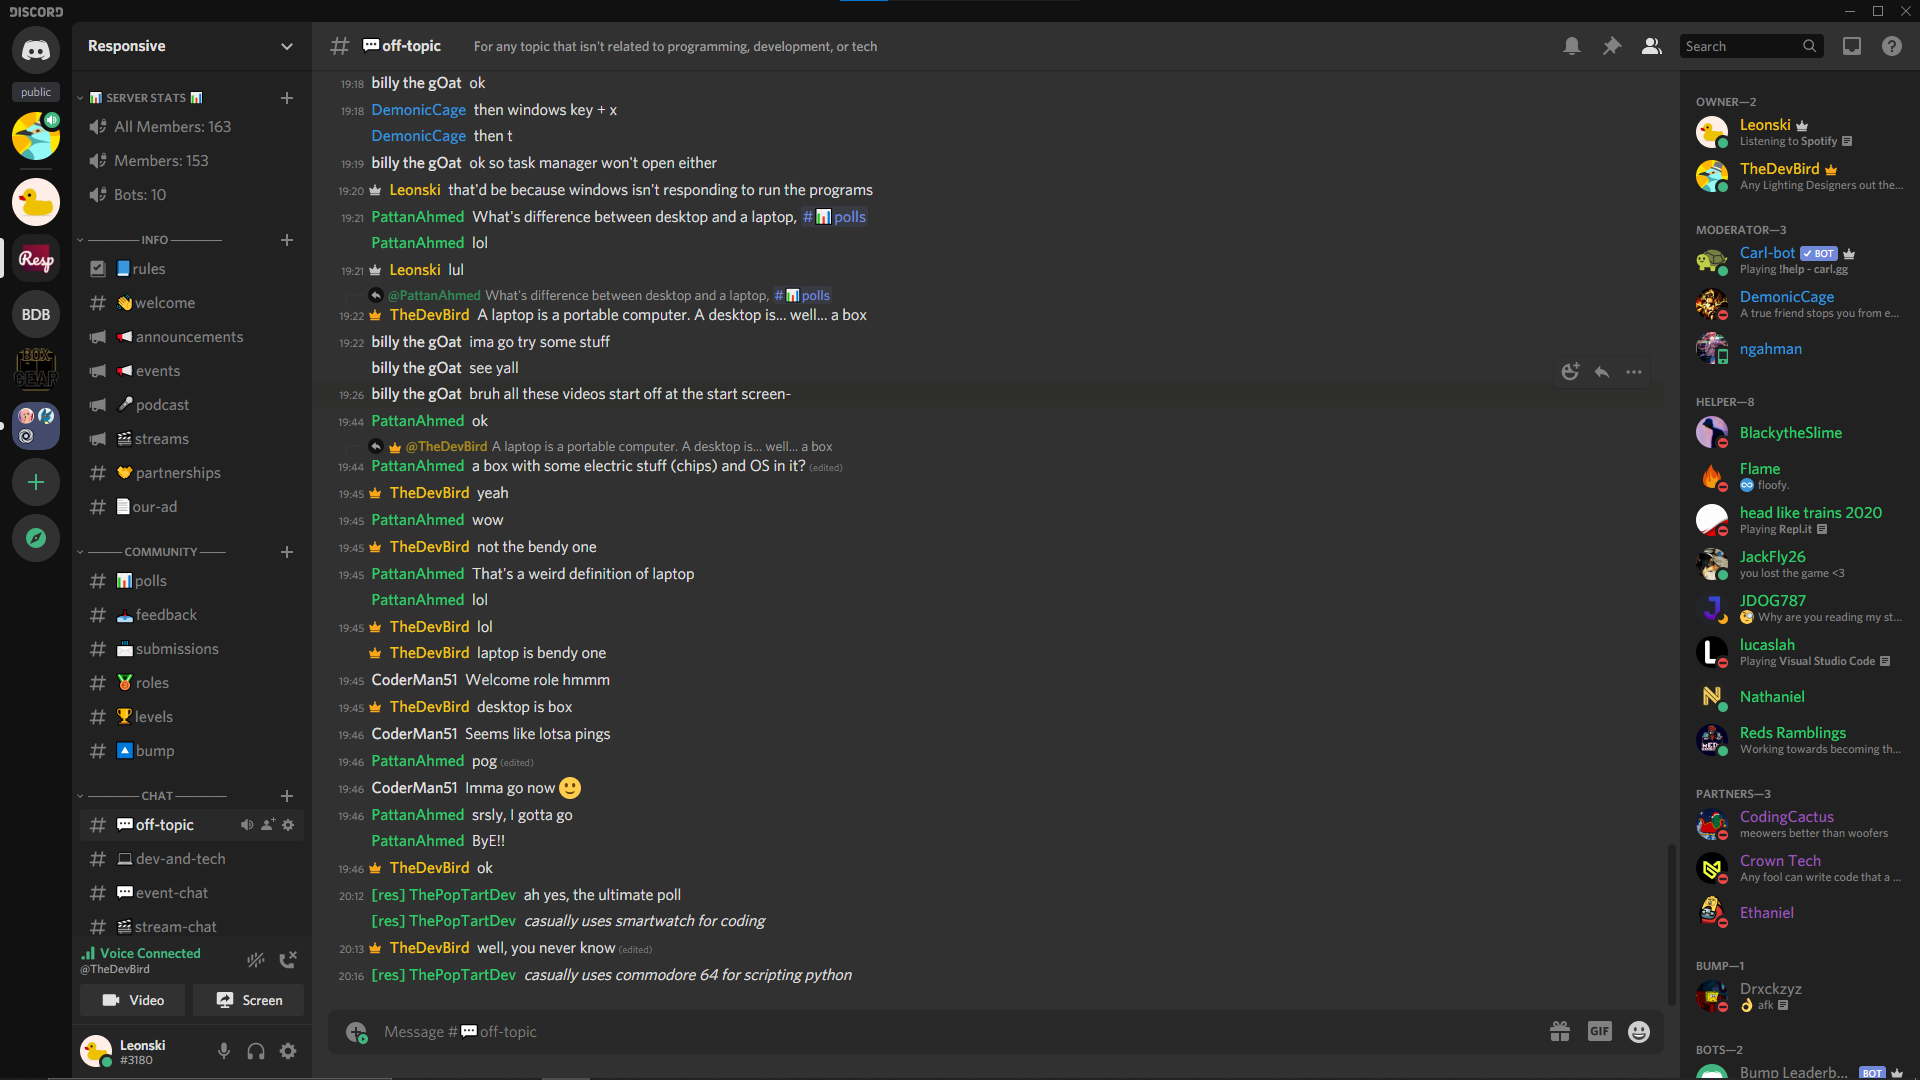 DISCORD
public
Resp
BDB
BOX GEAR
Responsive
SERVER STATS
All Members: 163
Members: 153
Bots: 10
INFO
rules
welcome
announcements
events
podcast
streams
partnerships
our-ad
COMMUNITY
polls
feedback
submissions
roles
levels
bump
CHAT
off-topic
dev-and-tech
event-chat
stream-chat
Voice Connected
@TheDevBird
Video
Screen
Leonski
#3180
off-topic
For any topic that isn't related to programming, development, or tech
Search
19:18 billy the gOat ok
19:18 DemonicCage then windows key + x
DemonicCage then t
19:19 billy the gOat ok so task manager won't open either
19:20 Leonski that'd be because windows isn't responding to run the programs
19:21 PattanAhmed What's difference between desktop and a laptop, #📊polls
PattanAhmed lol
19:21 Leonski lul
@PattanAhmed What's difference between desktop and a laptop, #📊polls
19:22 TheDevBird A laptop is a portable computer. A desktop is... well... a box
19:22 billy the gOat ima go try some stuff
billy the gOat see yall
19:26 billy the gOat bruh all these videos start off at the start screen-
19:44 PattanAhmed ok
@TheDevBird A laptop is a portable computer. A desktop is... well... a box
19:44 PattanAhmed a box with some electric stuff (chips) and OS in it? (edited)
19:45 TheDevBird yeah
19:45 PattanAhmed wow
19:45 TheDevBird not the bendy one
19:45 PattanAhmed That's a weird definition of laptop
PattanAhmed lol
19:45 TheDevBird lol
TheDevBird laptop is bendy one
19:45 CoderMan51 Welcome role hmmm
19:45 TheDevBird desktop is box
19:46 CoderMan51 Seems like lotsa pings
19:46 PattanAhmed pog (edited)
19:46 CoderMan51 Imma go now 🙂
19:46 PattanAhmed srsly, I gotta go
PattanAhmed ByE!!
19:46 TheDevBird ok
20:12 [res] ThePopTartDev ah yes, the ultimate poll
[res] ThePopTartDev casually uses smartwatch for coding
20:13 TheDevBird well, you never know (edited)
20:16 [res] ThePopTartDev casually uses commodore 64 for scripting python
Message #💬off-topic
GIF
OWNER—2
Leonski
Listening to Spotify
TheDevBird
Any Lighting Designers out the...
MODERATOR—3
Carl-bot ✓ BOT
Playing !help - carl.gg
DemonicCage
A true friend stops you from e...
ngahman
HELPER—8
BlackytheSlime
Flame
floofy.
head like trains 2020
Playing Repl.it
JackFly26
you lost the game <3
JDOG787
Why are you reading my st...
lucaslah
Playing Visual Studio Code
Nathaniel
Reds Ramblings
Working towards becoming th...
PARTNERS—3
CodingCactus
meowers better than woofers
Crown Tech
Any fool can write code that a ...
Ethaniel
BUMP—1
Drxckzyz
👌 afk
BOTS—2
Bump Leaderb... BOT